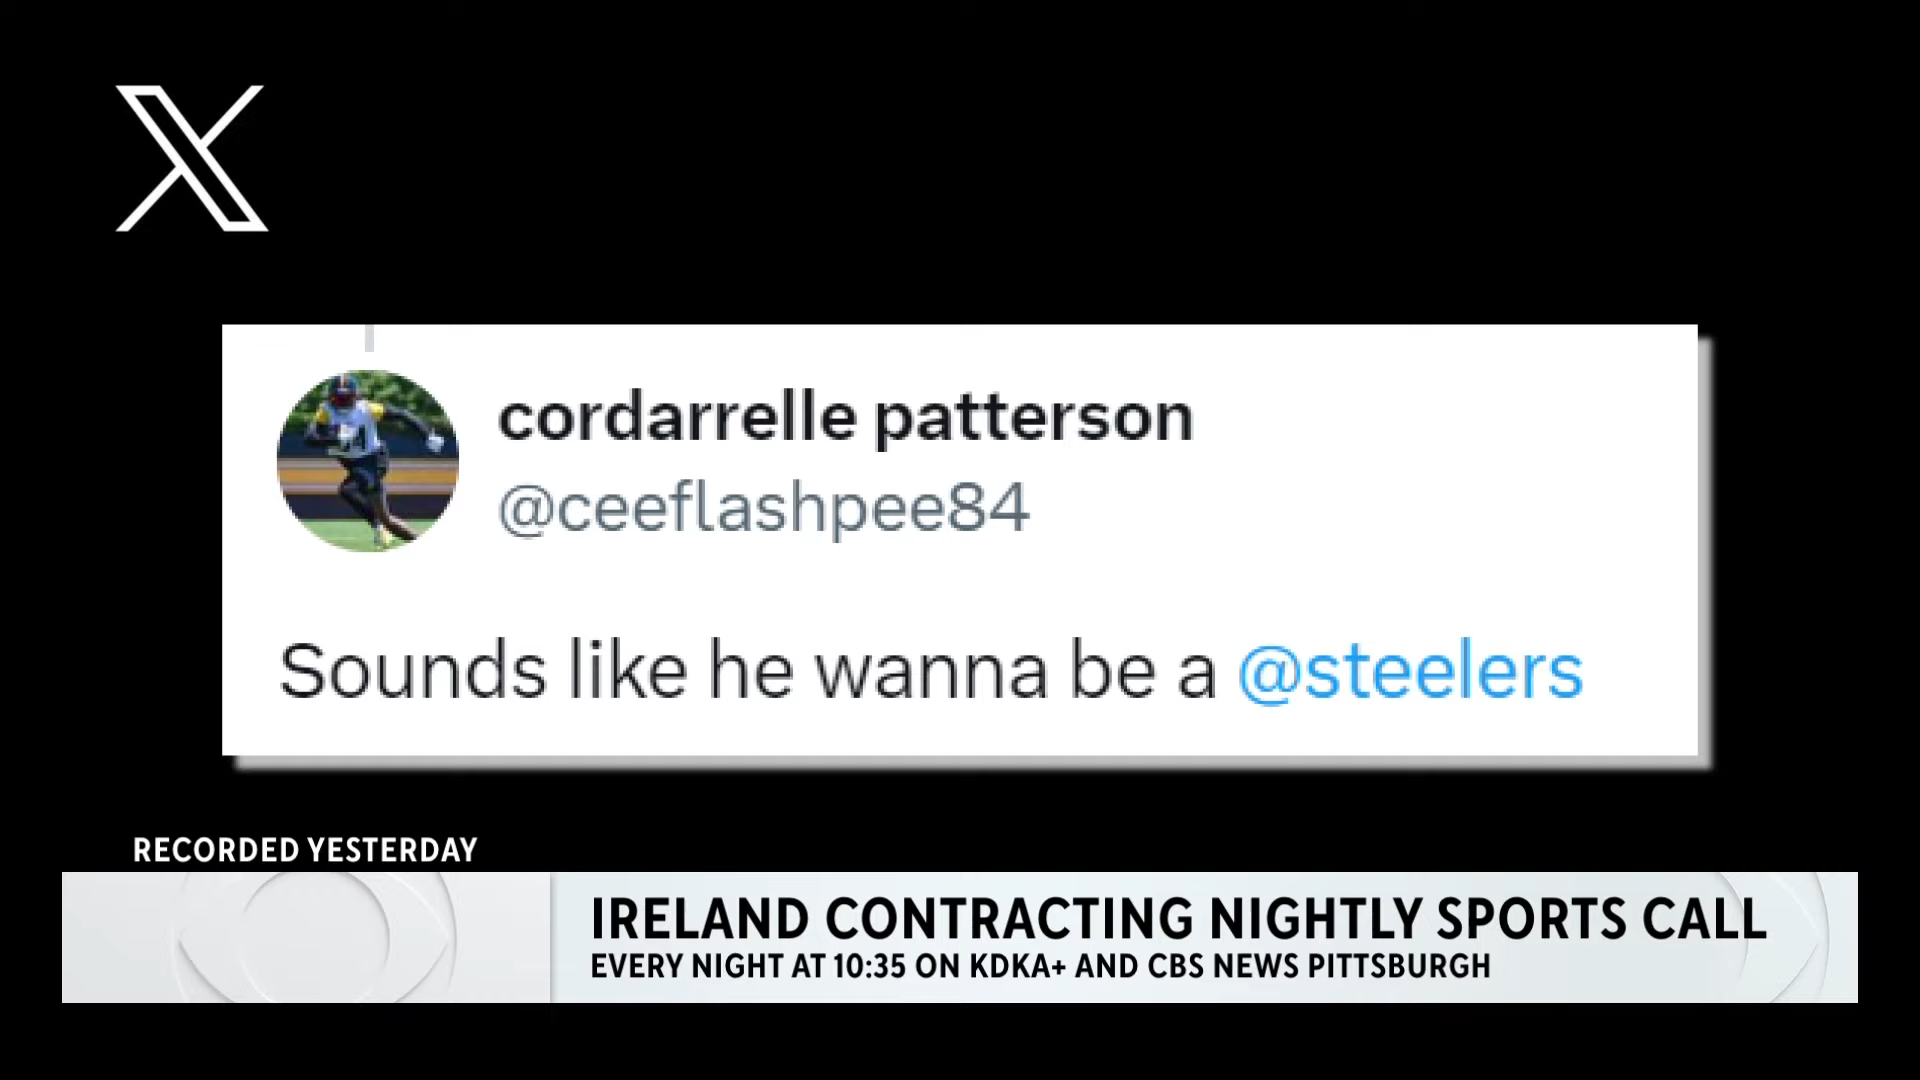 cordarrelle patterson
@ceeflashpee84
Sounds like he wanna be a @steelers
RECORDED YESTERDAY
IRELAND CONTRACTING NIGHTLY SPORTS CALL
EVERY NIGHT AT 10:35 ON KDKA+ AND CBS NEWS PITTSBURGH